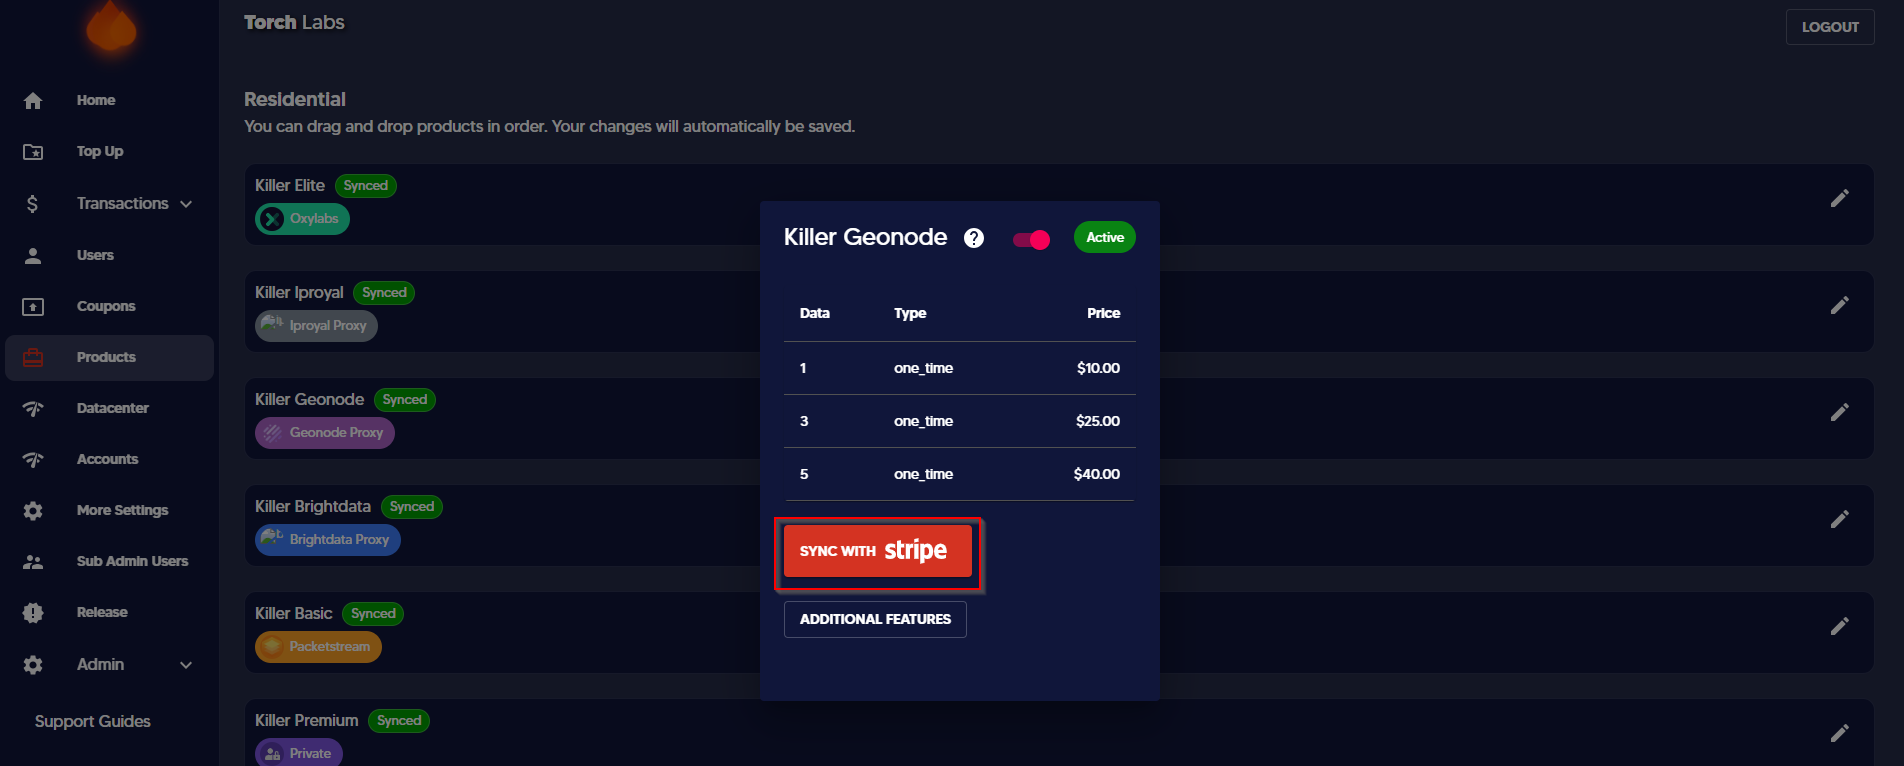 Torch Labs
LOGOUT
Home
Top Up
Transactions
Users
Coupons
Products
Datacenter
Accounts
More Settings
Sub Admin Users
Release
Admin
Support Guides
Residential
You can drag and drop products in order. Your changes will automatically be saved.
Killer Elite Synced
Oxylabs
Killer Iproyal Synced
Iproyal Proxy
Killer Geonode Synced
Geonode Proxy
Killer Brightdata Synced
Brightdata Proxy
Killer Basic Synced
Packetstream
Killer Premium Synced
Private
Killer Geonode ? Active
Data Type Price
1 one_time $10.00
3 one_time $25.00
5 one_time $40.00
SYNC WITH stripe
ADDITIONAL FEATURES